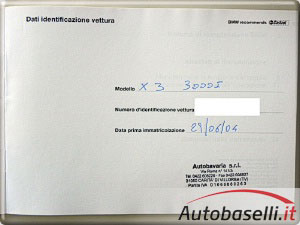 Dati identificazione vettura
BMW recommends Castrol
Modello X 3 3000 I
Numero d'identificazione vettura
Data prima immatricolazione 29/06/04
Autobavaria s.r.l.
Autobaselli.it